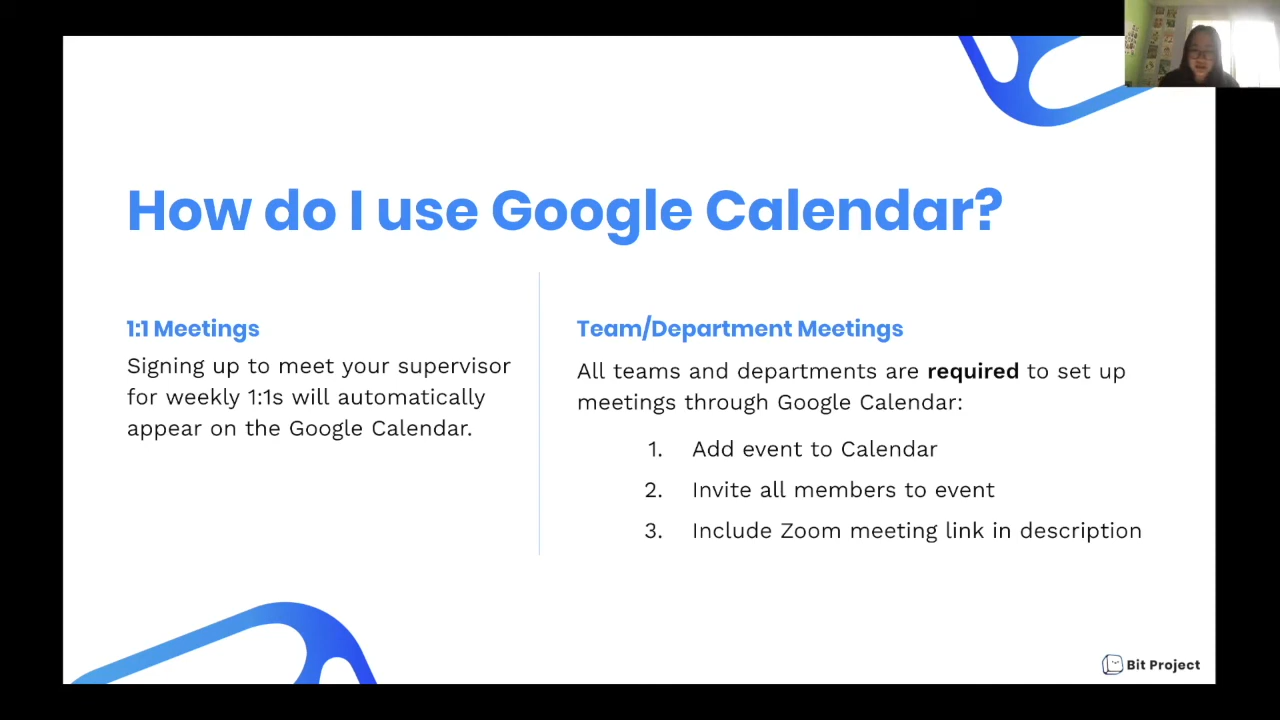 How do I use Google Calendar?
1:1 Meetings
Signing up to meet your supervisor
for weekly 1:1s will automatically
appear on the Google Calendar.
Team/Department Meetings
All teams and departments are required to set up
meetings through Google Calendar:
1. Add event to Calendar
2. Invite all members to event
3. Include Zoom meeting link in description
Bit Project